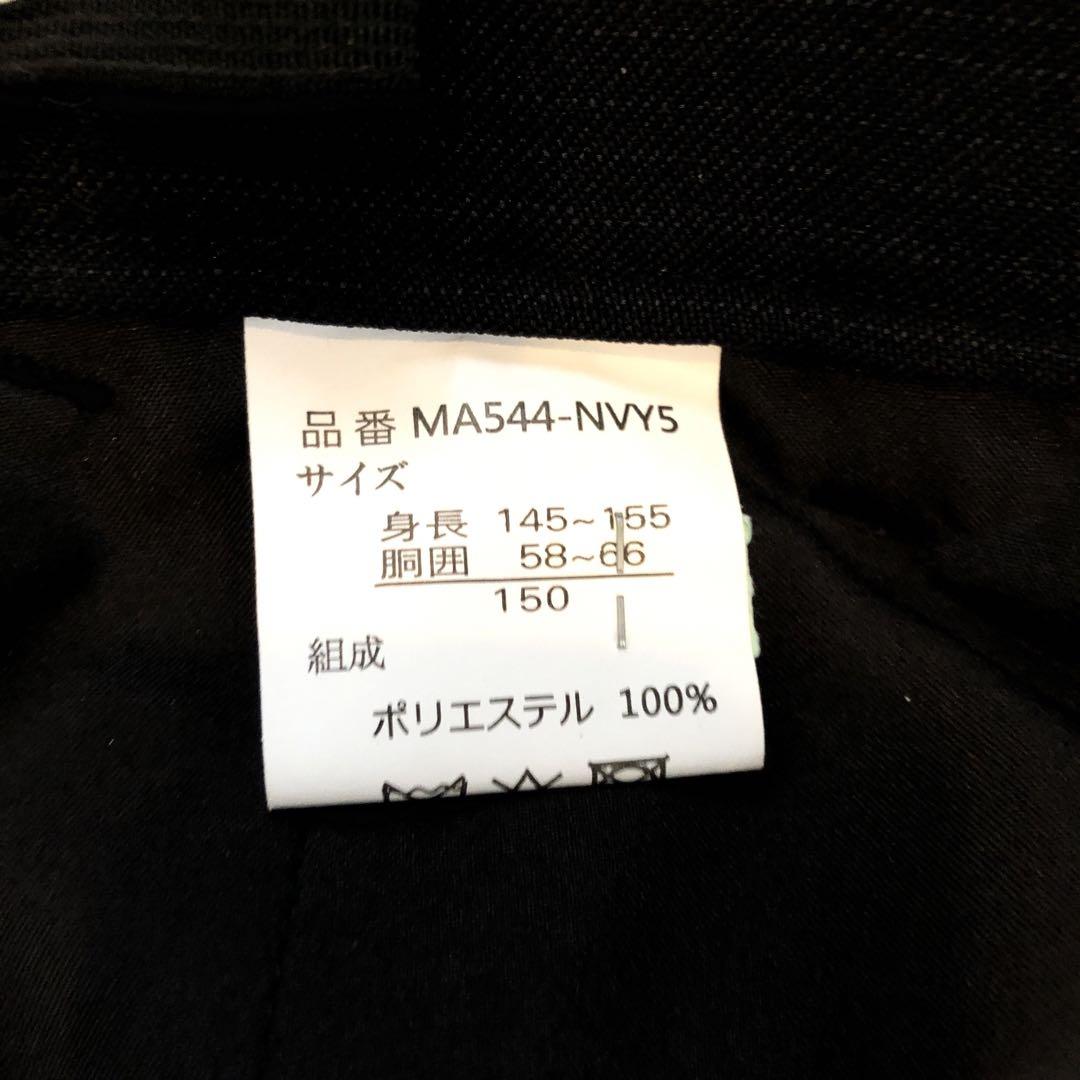 品番 MA544-NVY5
サイズ
身長 145~155
胴囲 58~66
150
組成
ポリエステル 100%